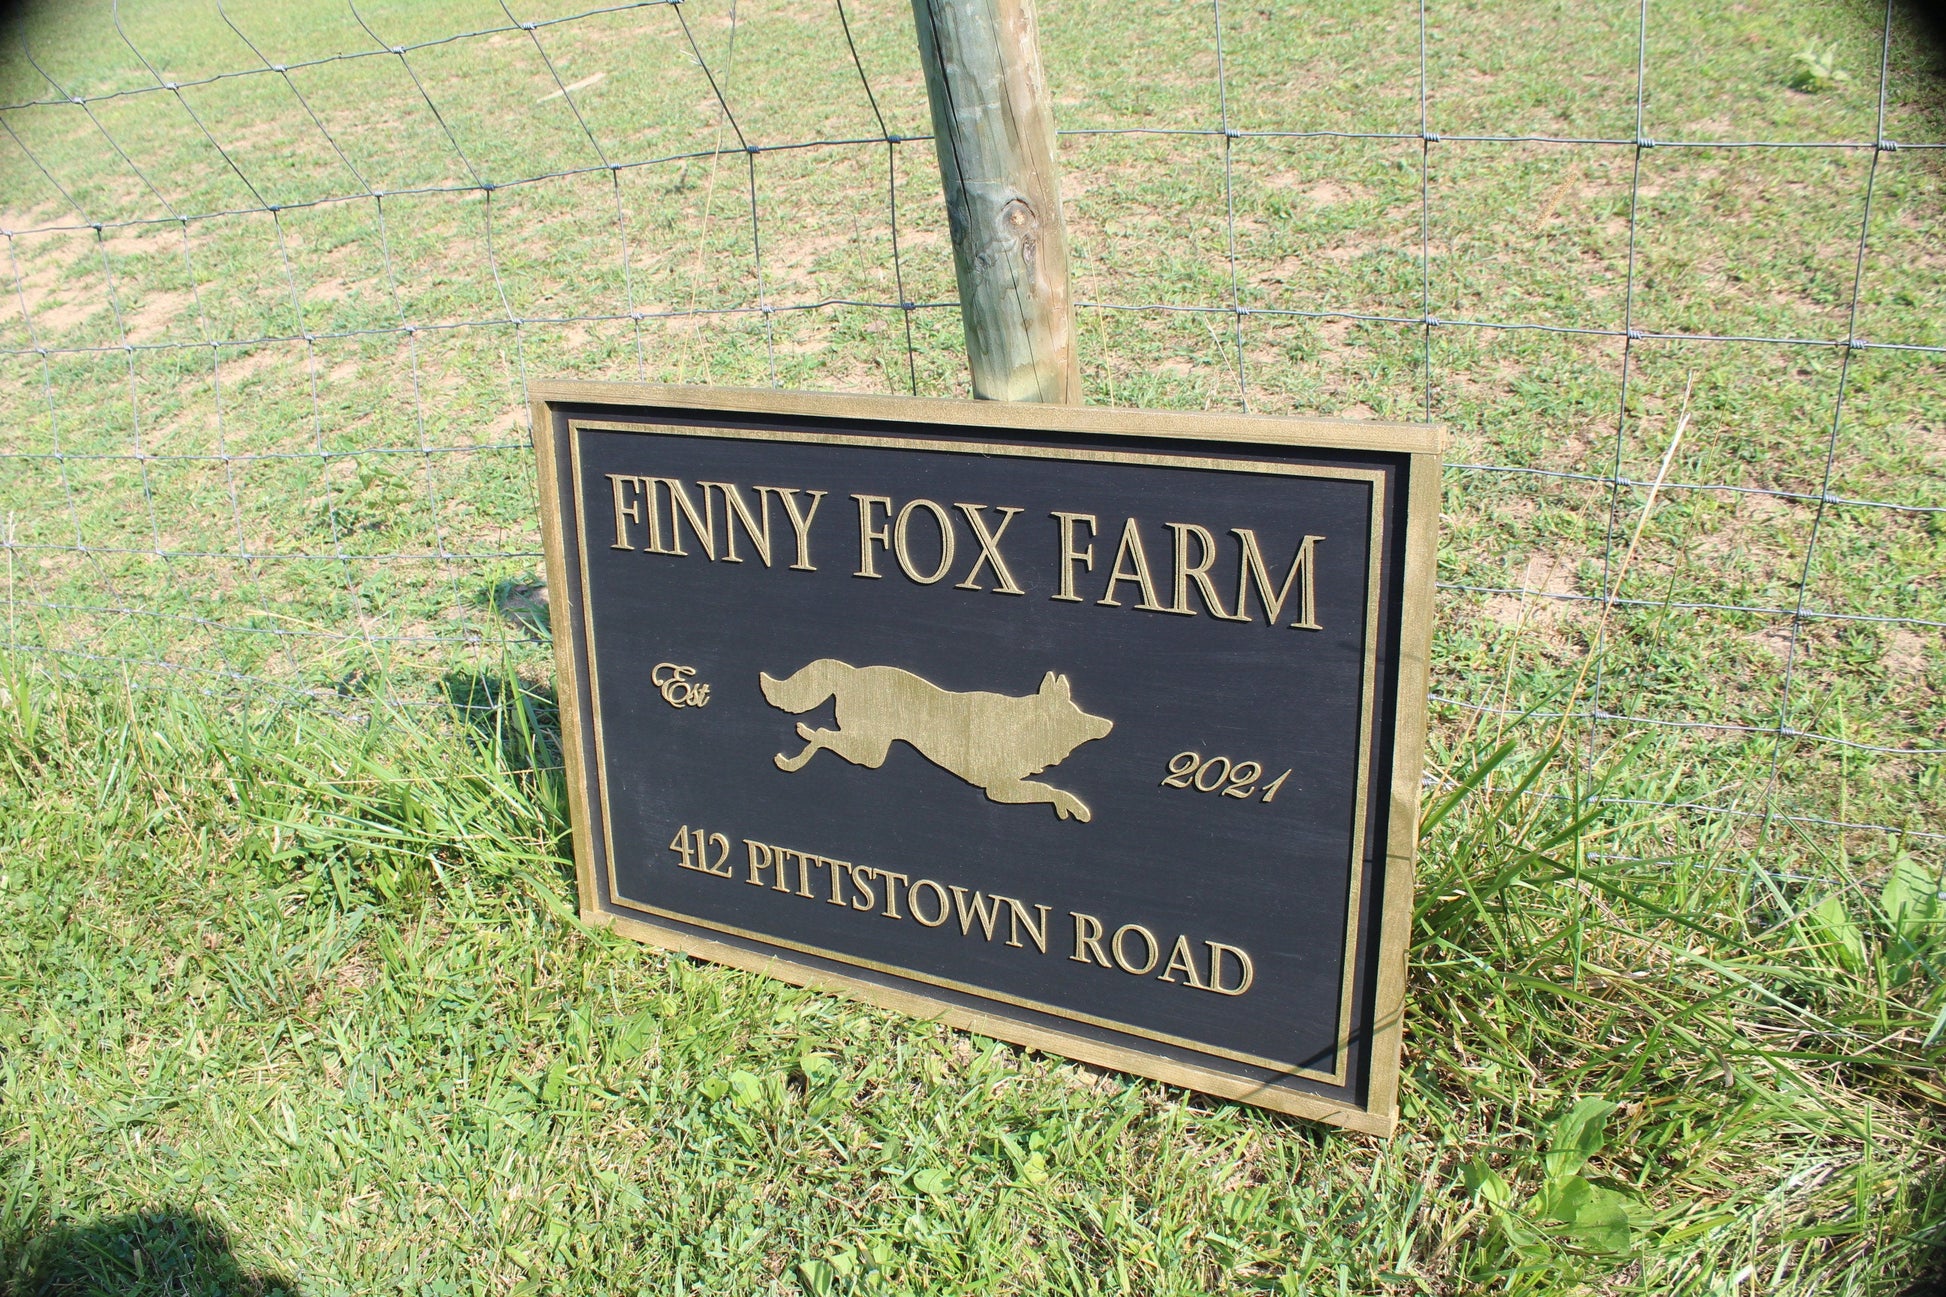 FINNY FOX FARM
Est 2021
412 PITTSTOWN ROAD